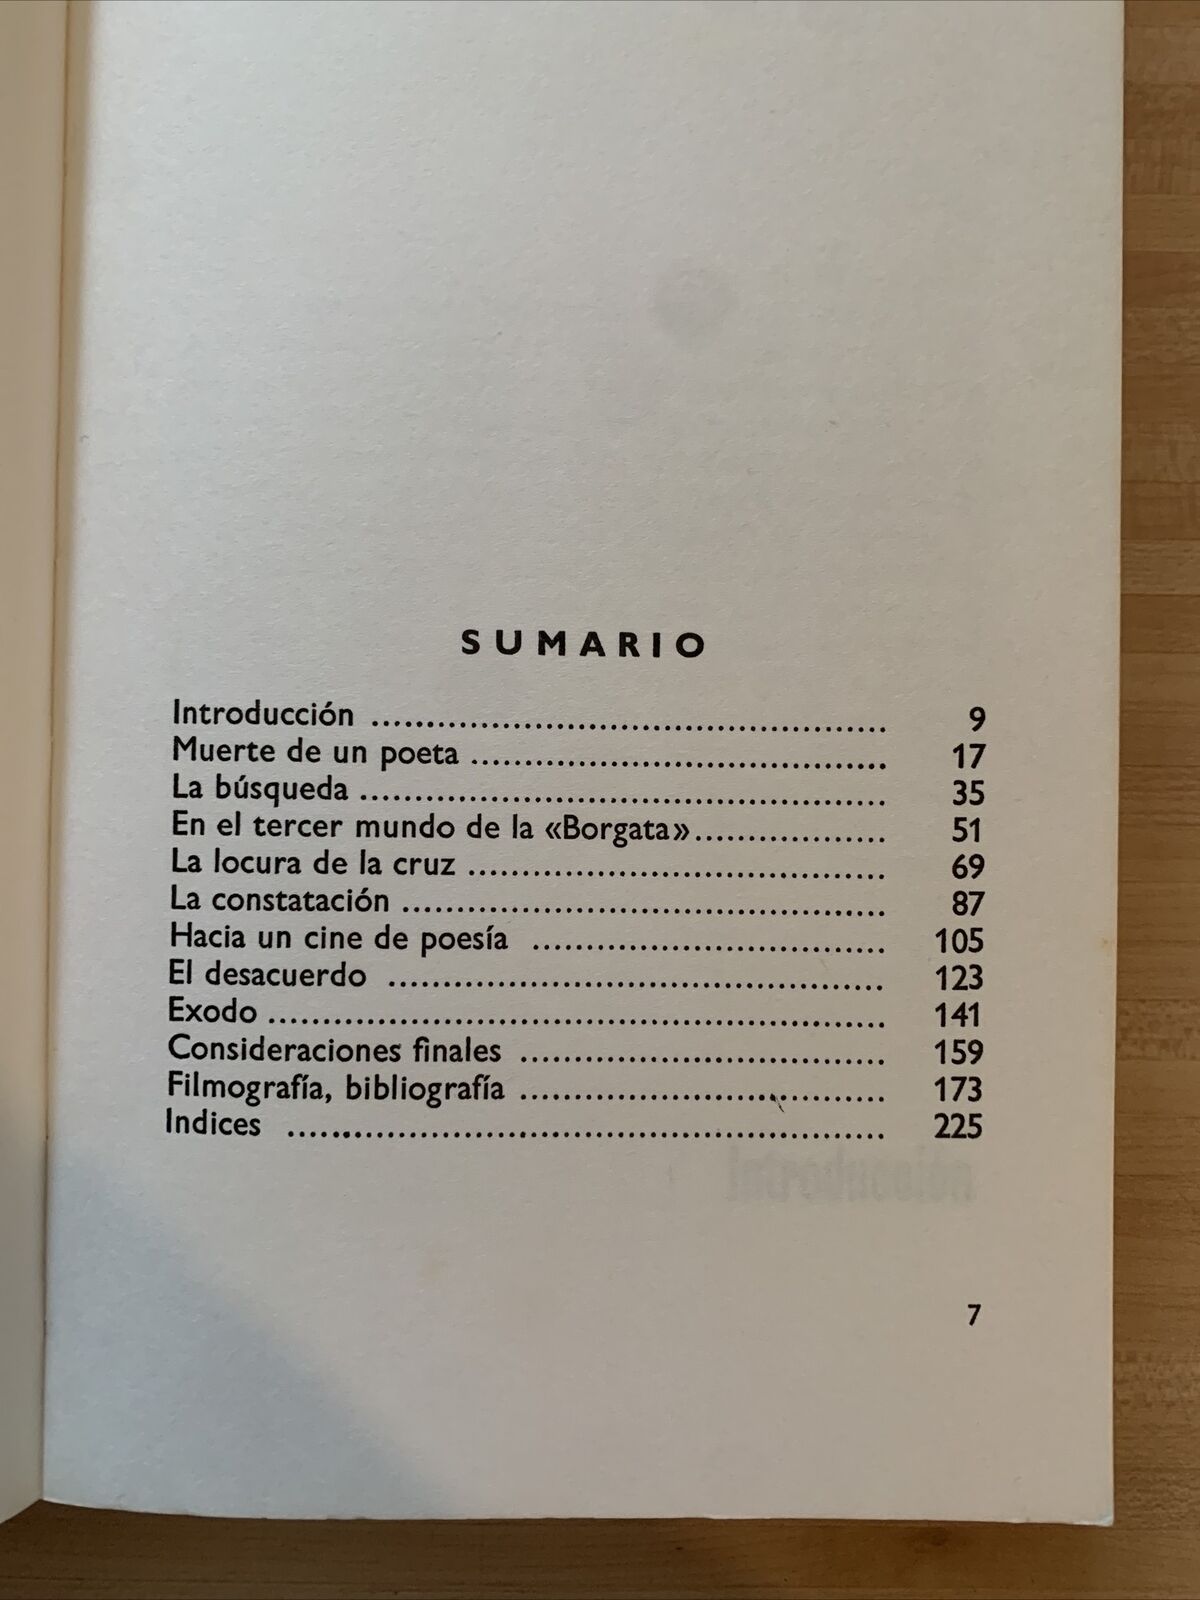 SUMARIO
Introducción ............................................... 9
Muerte de un poeta ...................................... 17
La búsqueda ................................................ 35
En el tercer mundo de la «Borgata».................. 51
La locura de la cruz ...................................... 69
La constatación ............................................ 87
Hacia un cine de poesía ................................ 105
El desacuerdo ............................................. 123
Exodo ........................................................ 141
Consideraciones finales ................................. 159
Filmografía, bibliografía ................................. 173
Indices ...................................................... 225
Introducción
7